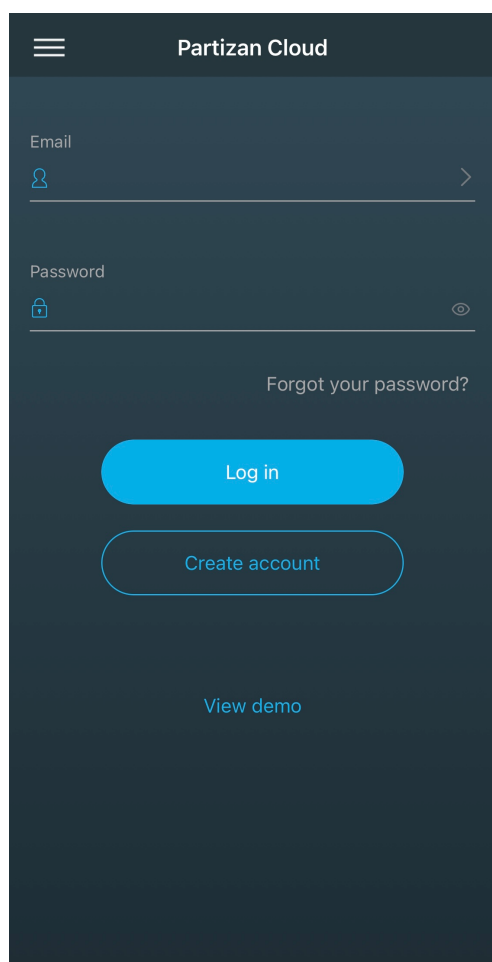 Partizan Cloud
Email
Password
Forgot your password?
Log in
Create account
View demo